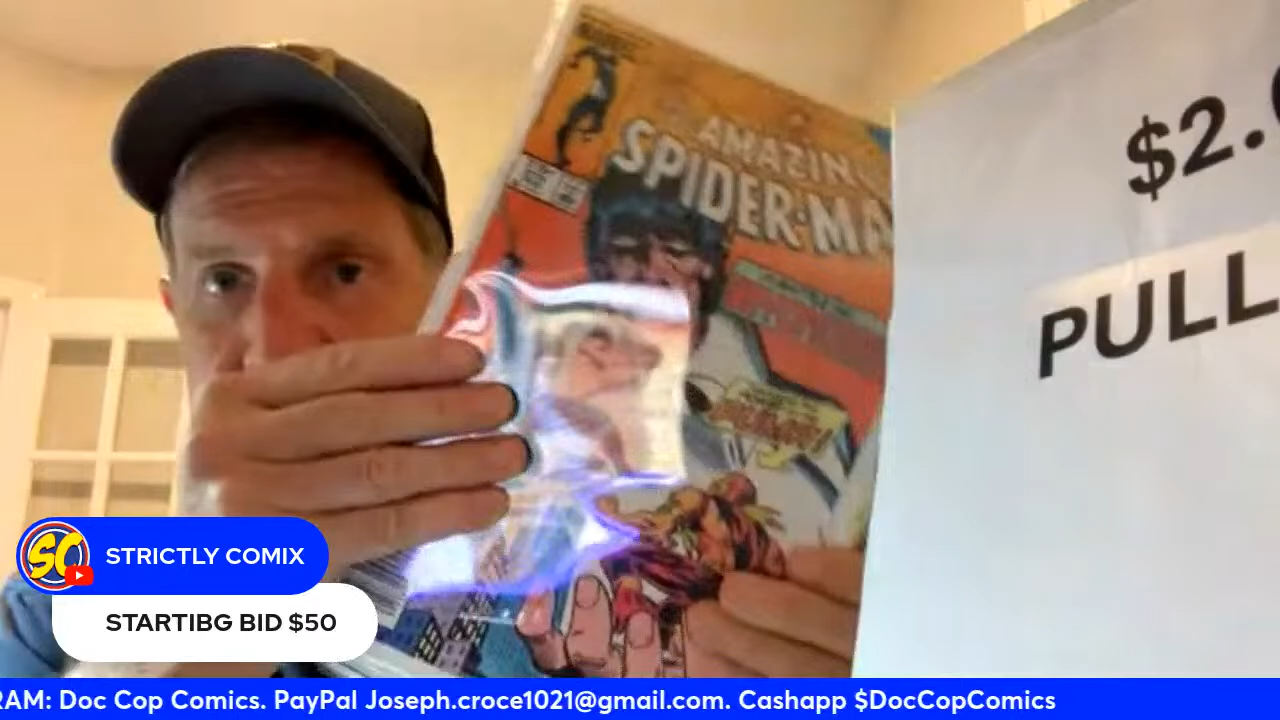 AMAZING
SPIDER-MA
$2.
PULL
SC
STRICTLY COMIX
STARTIBG BID $50
RAM: Doc Cop Comics. PayPal Joseph.croce1021@gmail.com. Cashapp $DocCopComics